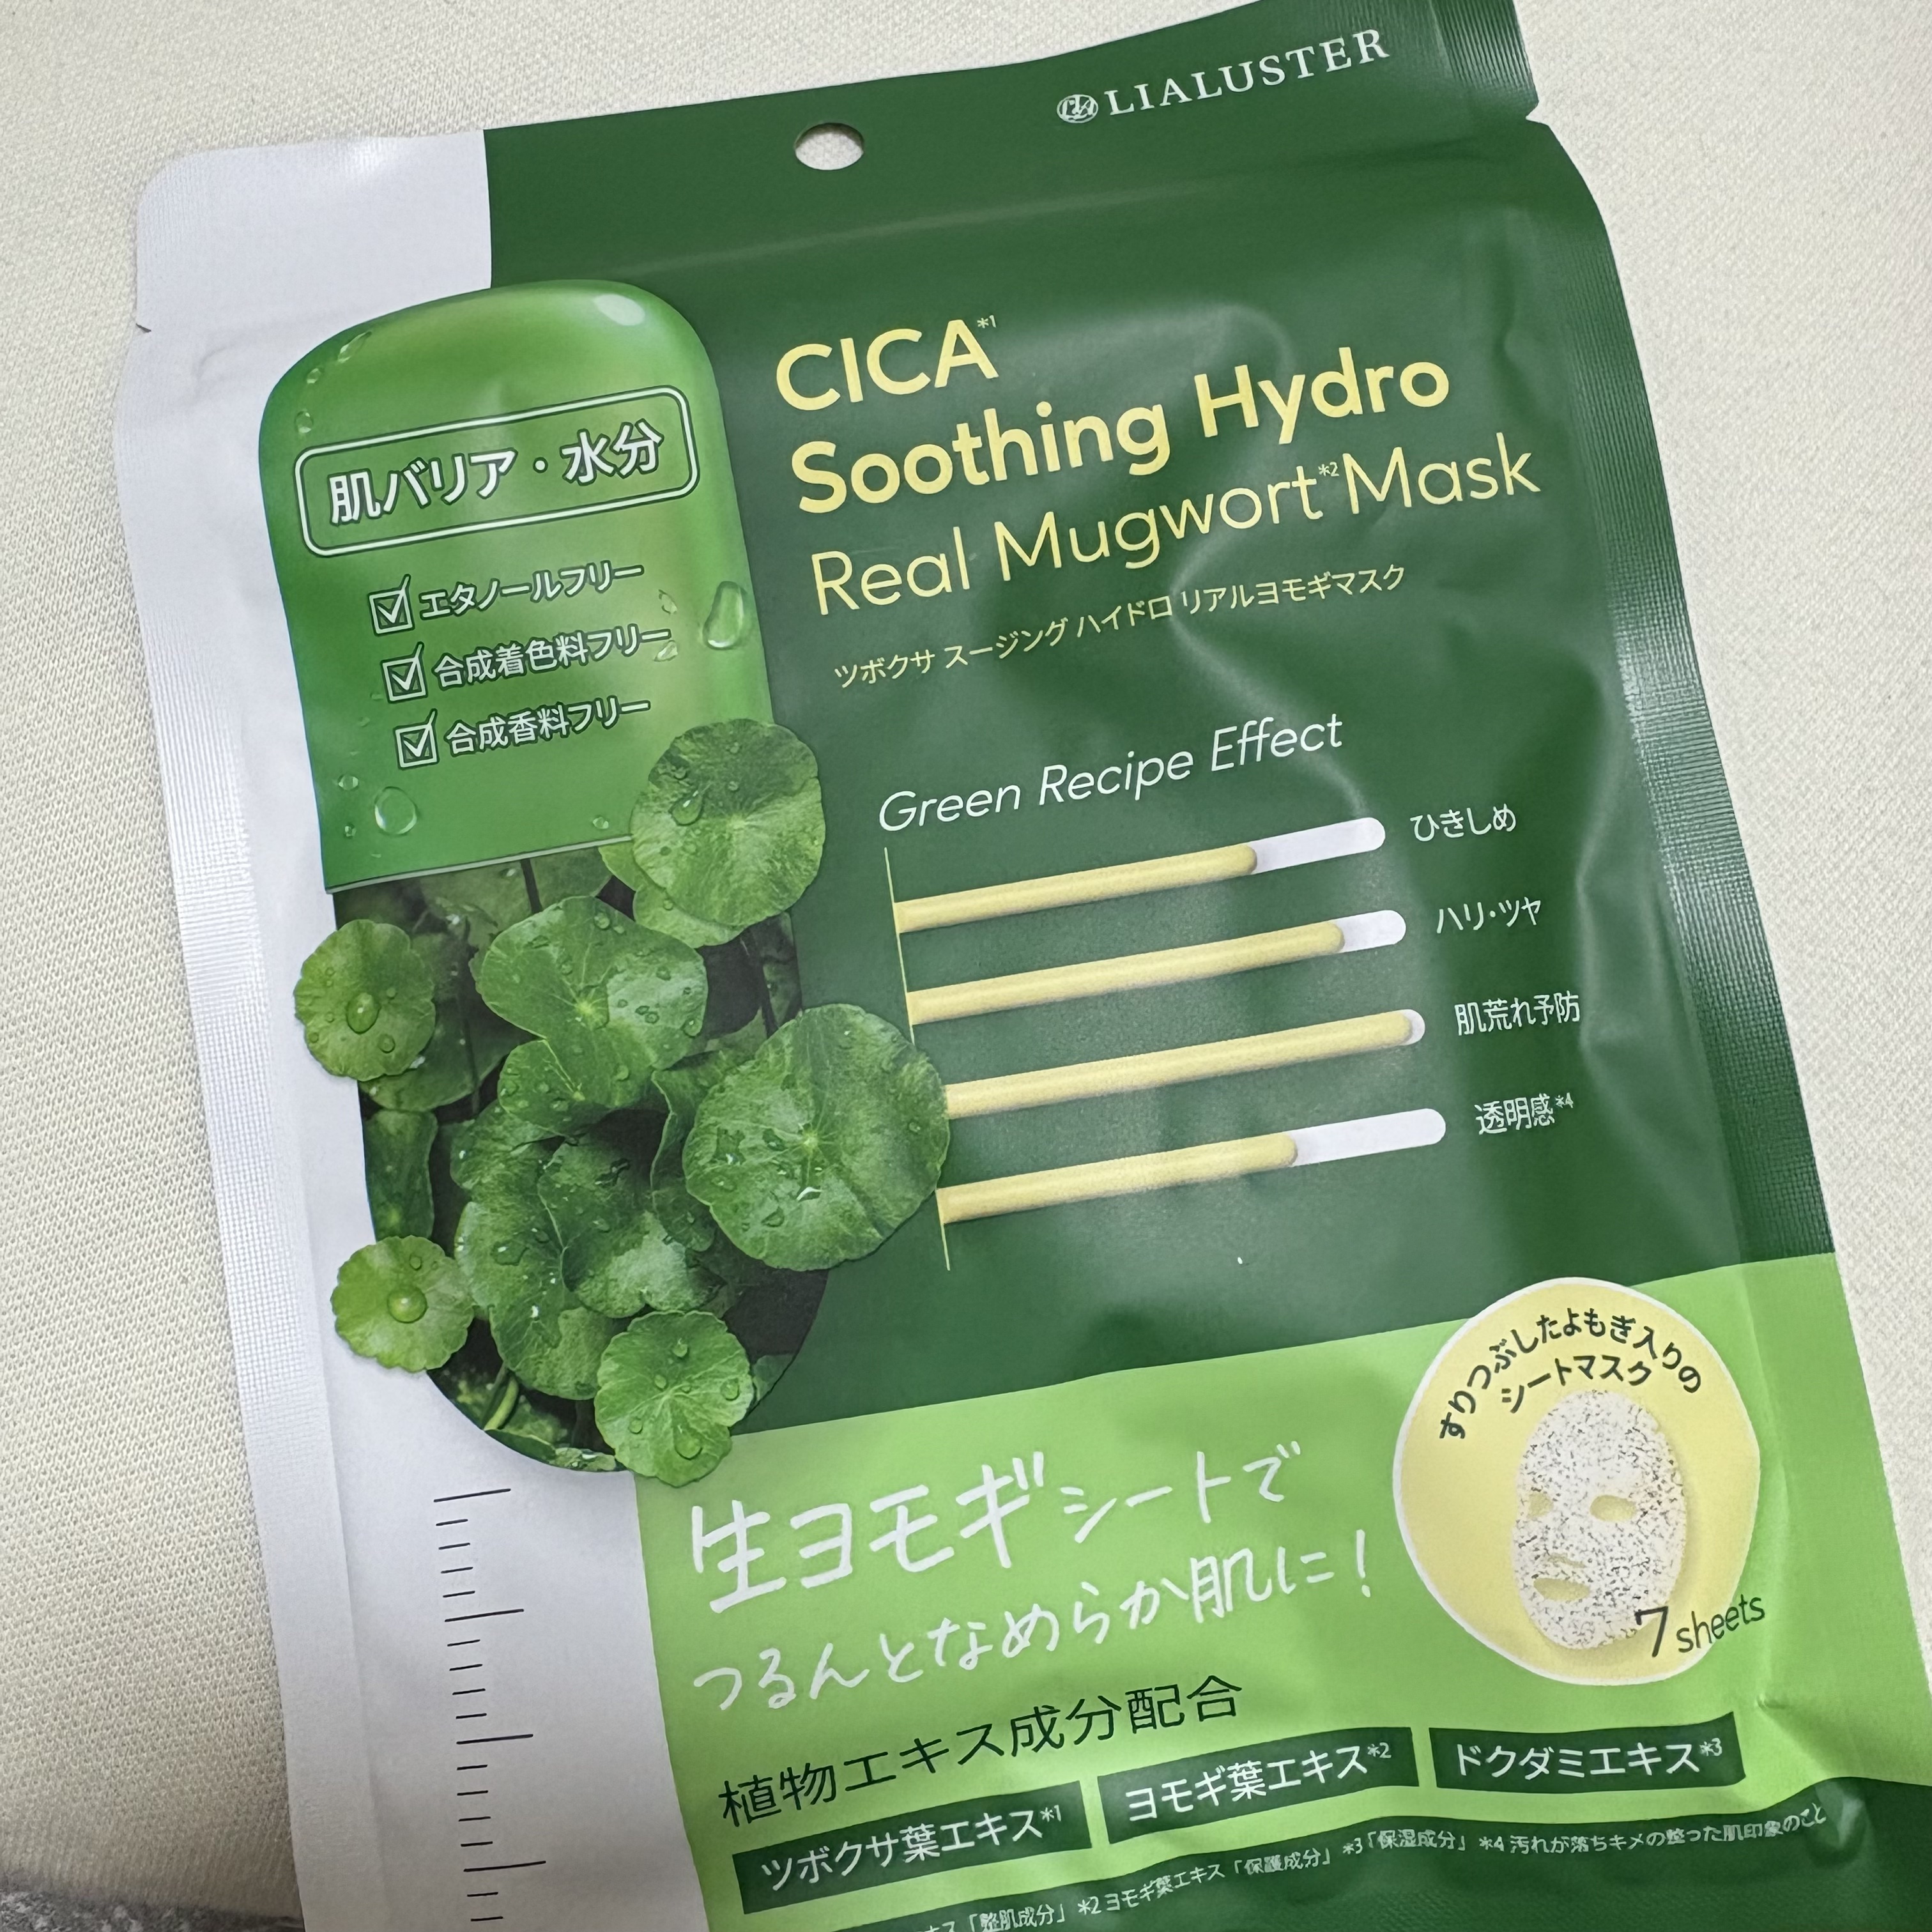 LIALUSTER
肌バリア・水分
エタノールフリー
合成着色料フリー
合成香料フリー
CICA*1
Soothing Hydro
Real Mugwort*2 Mask
ツボクサ スージング ハイドロ リアルヨモギマスク
Green Recipe Effect
ひきしめ
ハリ・ツヤ
肌荒れ予防
透明感*4
すりつぶしたよもぎ入りの
シートマスク
7 sheets
生ヨモギシートで
つるんとなめらか肌に!
植物エキス成分配合
ツボクサ葉エキス*1
ヨモギ葉エキス*2
ドクダミエキス*3
「整肌成分」 *2 ヨモギ葉エキス「保護成分」 *3「保湿成分」 *4 汚れが落ちキメの整った肌印象のこと